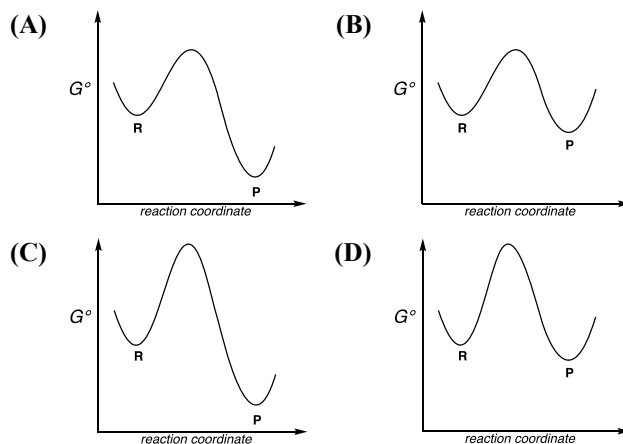 (A)
G°
R
P
reaction coordinate
(B)
G°
R
P
reaction coordinate
(C)
G°
R
P
reaction coordinate
(D)
G°
R
P
reaction coordinate